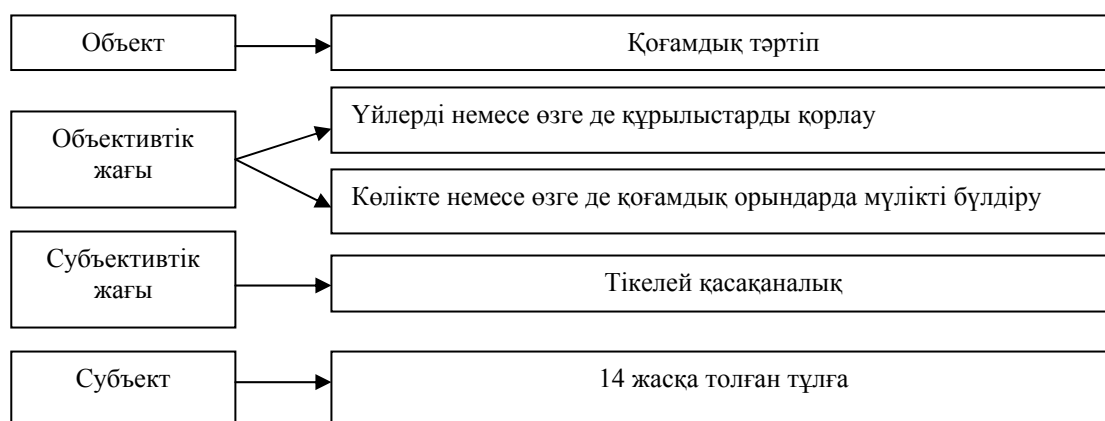 Объект
Қоғамдық тәртіп
Объективтік
жағы
Үйлерді немесе өзге де құрылыстарды қорлау
Көлікте немесе өзге де қоғамдық орындарда мүлікті бүлдіру
Субъективтік
жағы
Тікелей қасақаналық
Субъект
14 жасқа толған тұлға